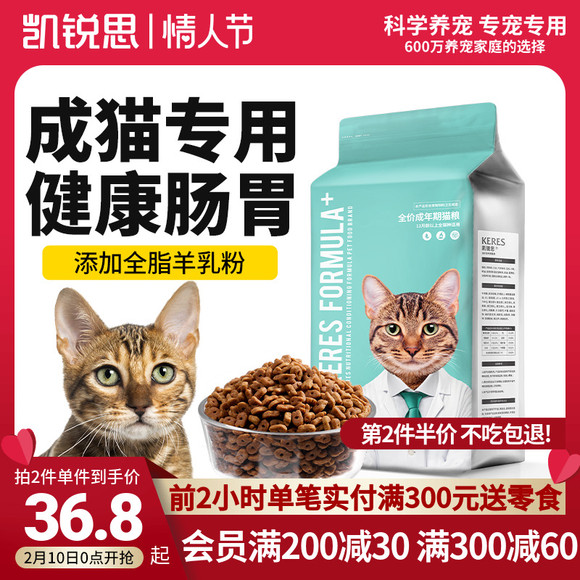 凯锐思 情人节
科学养宠 专宠专用
600万养宠家庭的选择
成猫专用
健康肠胃
添加全脂羊乳粉
全价成年期猫粮
KERES FORMULA+
KERES
凯锐思
第2件半价 不吃包退!
拍2件单件到手价
36.8起
2月10日0点开抢
前2小时单笔实付满300元送零食
会员满200减30 满300减60